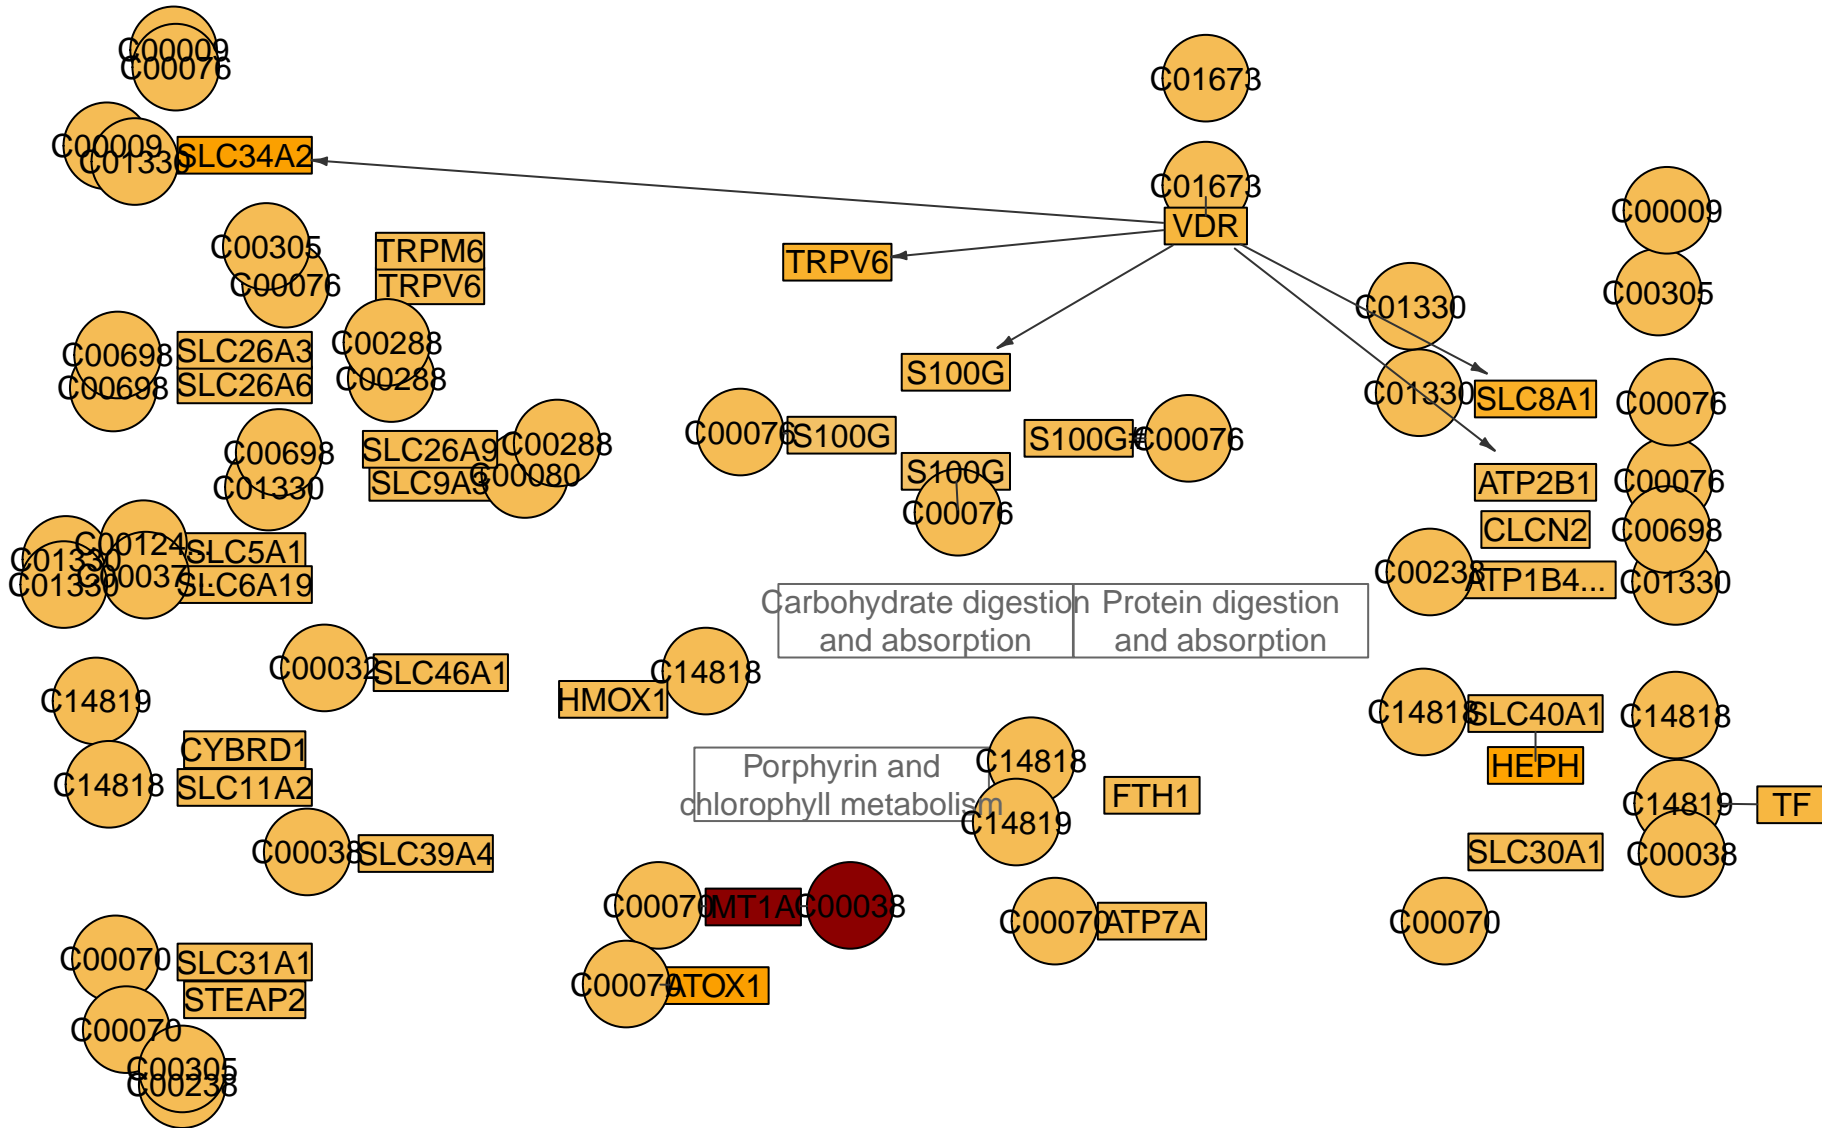 C00009
C00076
C01673
C00009
C01330
SLC34A2
C01673
VDR
C00009
C00305
C00076
TRPM6
TRPV6
TRPV6
C01330
C00305
C00698
C00698
SLC26A3
SLC26A6
C00288
C00288
S100G
C01330
SLC8A1
C00076
C00698
C01330
SLC26A9
SLC9A3
C00288
C00080
C00076
S100G
S100G
C00076
S100G#
C00076
ATP2B1
C00076
CLCN2
C00698
C01330
C01330
C00124...
C00037...
SLC5A1
SLC6A19
C00238
ATP1B4...
C01330
Carbohydrate digestion
and absorption
Protein digestion
and absorption
C00032
SLC46A1
HMOX1
C14818
C14819
C14818
SLC40A1
C14818
CYBRD1
SLC11A2
C14818
Porphyrin and
chlorophyll metabolism
C14818
C14819
FTH1
HEPH
C14819
TF
C00038
SLC39A4
SLC30A1
C00038
C00070
MT1A
C00038
C00070
ATP7A
C00070
C00070
SLC31A1
STEAP2
C00070
ATOX1
C00070
C00305
C00238